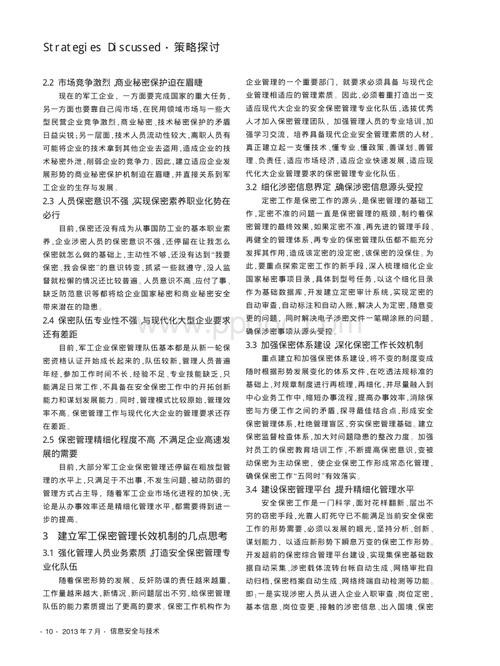 Strategies Discussed · 策略探讨
2.2 市场竞争激烈,商业秘密保护迫在眉睫
现在的军工企业，一方面要完成国家的重大任务，
另一方面也要靠自己闯市场,在民用领域市场与一些大
型民营企业竞争激烈,商业秘密、技术秘密保护的矛盾
日益尖锐;另一层面,技术人员流动性较大,离职人员有
可能将企业的技术拿到其他企业去盗用,造成企业的技
术秘密外泄,削弱企业的竞争力。因此,建立适应企业发
展形势的商业秘密保护机制迫在眉睫,并直接关系到军
工企业的生存与发展。
2.3 人员保密意识不强,实现保密素养职业化势在
必行
目前,保密还没有成为从事国防工业的基本职业素
养,企业涉密人员的保密意识不强,还停留在让我怎么
保密就怎么做的基础上,主动性不够,还没有达到“我要
保密,我会保密”的意识转变,抓紧一些就遵守,没人监
督就松懈的情况还比较普遍。人员意识不高,应付了事,
缺乏防范意识等都将给企业国家秘密和商业秘密安全
带来潜在的隐患。
2.4 保密队伍专业性不强,与现代化大型企业要求
还有差距
目前,军工企业保密管理队伍基本都是从新一轮保
密资格认证开始成长起来的,队伍较新,管理人员普遍
年轻,参加工作时间不长,经验不足,专业技能缺乏,只
能满足日常工作,不具备在安全保密工作中的开拓创新
能力和谋划发展能力。同时,管理模式比较原始,管理效
率不高。保密管理工作与现代化大企业的管理要求还存
在差距。
2.5 保密管理精细化程度不高,不满足企业高速发
展的需要
目前,大部分军工企业保密管理还停留在粗放型管
理的水平上,只满足于不出事、不发生问题,被动防御的
管理方式占主导，随着军工企业市场化进程的加快,无
论是从办事效率还是精细化管理水平,都需要得到进一
步的提高。
3 建立军工保密管理长效机制的几点思考
3.1 强化管理人员业务素质,打造安全保密管理专
业化队伍
随着保密形势的发展、反奸防谍的责任越来越重，
工作量越来越大,新情况、新问题层出不穷,给保密管理
队伍的能力素质提出了更高的要求。保密工作机构作为
企业管理的一个重要部门，就要求必须具备与现代企
业管理相适应的管理素质。因此,必须着重打造出一支
适应现代大企业的安全保密管理专业化队伍,选拔优秀
人才加入保密管理团队，加强管理人员的专业培训,加
强学习交流，培养具备现代企业安全管理素质的人材，
真正建立起一支懂技术、懂专业、懂政策、善谋划、善管
理、负责任,适应市场经济,适应企业快速发展,适应现
代化大企业管理要求的保密管理专业化队伍。
3.2 细化涉密信息界定,确保涉密信息源头受控
定密工作是保密工作的源头,是保密管理的基础工
作,定密不准的问题一直是保密管理的瓶颈,制约着保
密管理的最终效果,如果定密不准,再先进的管理手段、
再健全的管理体系,再专业的保密管理队伍都不能充分
发挥其作用,造成该定密的没定密,该保密的没保住。为
此,要重点探索定密工作的新手段,深入梳理细化企业
国家秘密事项目录,具体到型号任务,以这个细化目录
作为基础数据库,开发建立定密审计系统,实现定密的
自动审查,自动标注和自动入账,解决人为定密,随意变
更的问题，同时解决电子涉密文件一笔糊涂账的问题，
确保涉密事项从源头受控。
3.3 加强保密体系建设,深化保密工作长效机制
重点建立和加强保密体系建设,将不变的制度变成
随时根据形势发展变化的体系文件,在吃透法规标准的
基础上,对规章制度进行再梳理,再细化,并尽量融入到
中心业务工作中,缩短办事流程,提高办事效率,消除保
密与方便工作之间的矛盾,探寻最佳结合点,形成安全
保密管理体系,杜绝管理盲区,夯实保密管理基础。建立
保密监督检查体系,加大对问题隐患的整改力度。加强
对员工的保密教育培训工作,不断提高保密意识,变被
动保密为主动保密，使企业保密工作形成常态化管理，
确保保密工作“五同时”有效落实。
3.4 建设保密管理平台,提升精细化管理水平
安全保密工作是一门科学,面对花样翻新、层出不
穷的窃密手段,光靠人盯死守已不能满足当前安全保密
工作的形势需要,必须以发展的眼光,坚持分析、创新、
谋划能力，以适应新形势下瞬息万变的保密工作形势。
开发超前的保密综合管理平台建设,实现集保密基础数
据自动采集、涉密载体流转台帐自动生成、网络审批自
动归档,保密档案自动生成、网络终端自动检测等功能。
即:一是实现涉密人员从进入企业入职审查、岗位定密、
基本信息、岗位变更、接触的涉密信息、出入国境、保密
· 10 · 2013 年 7 月 · 信息安全与技术